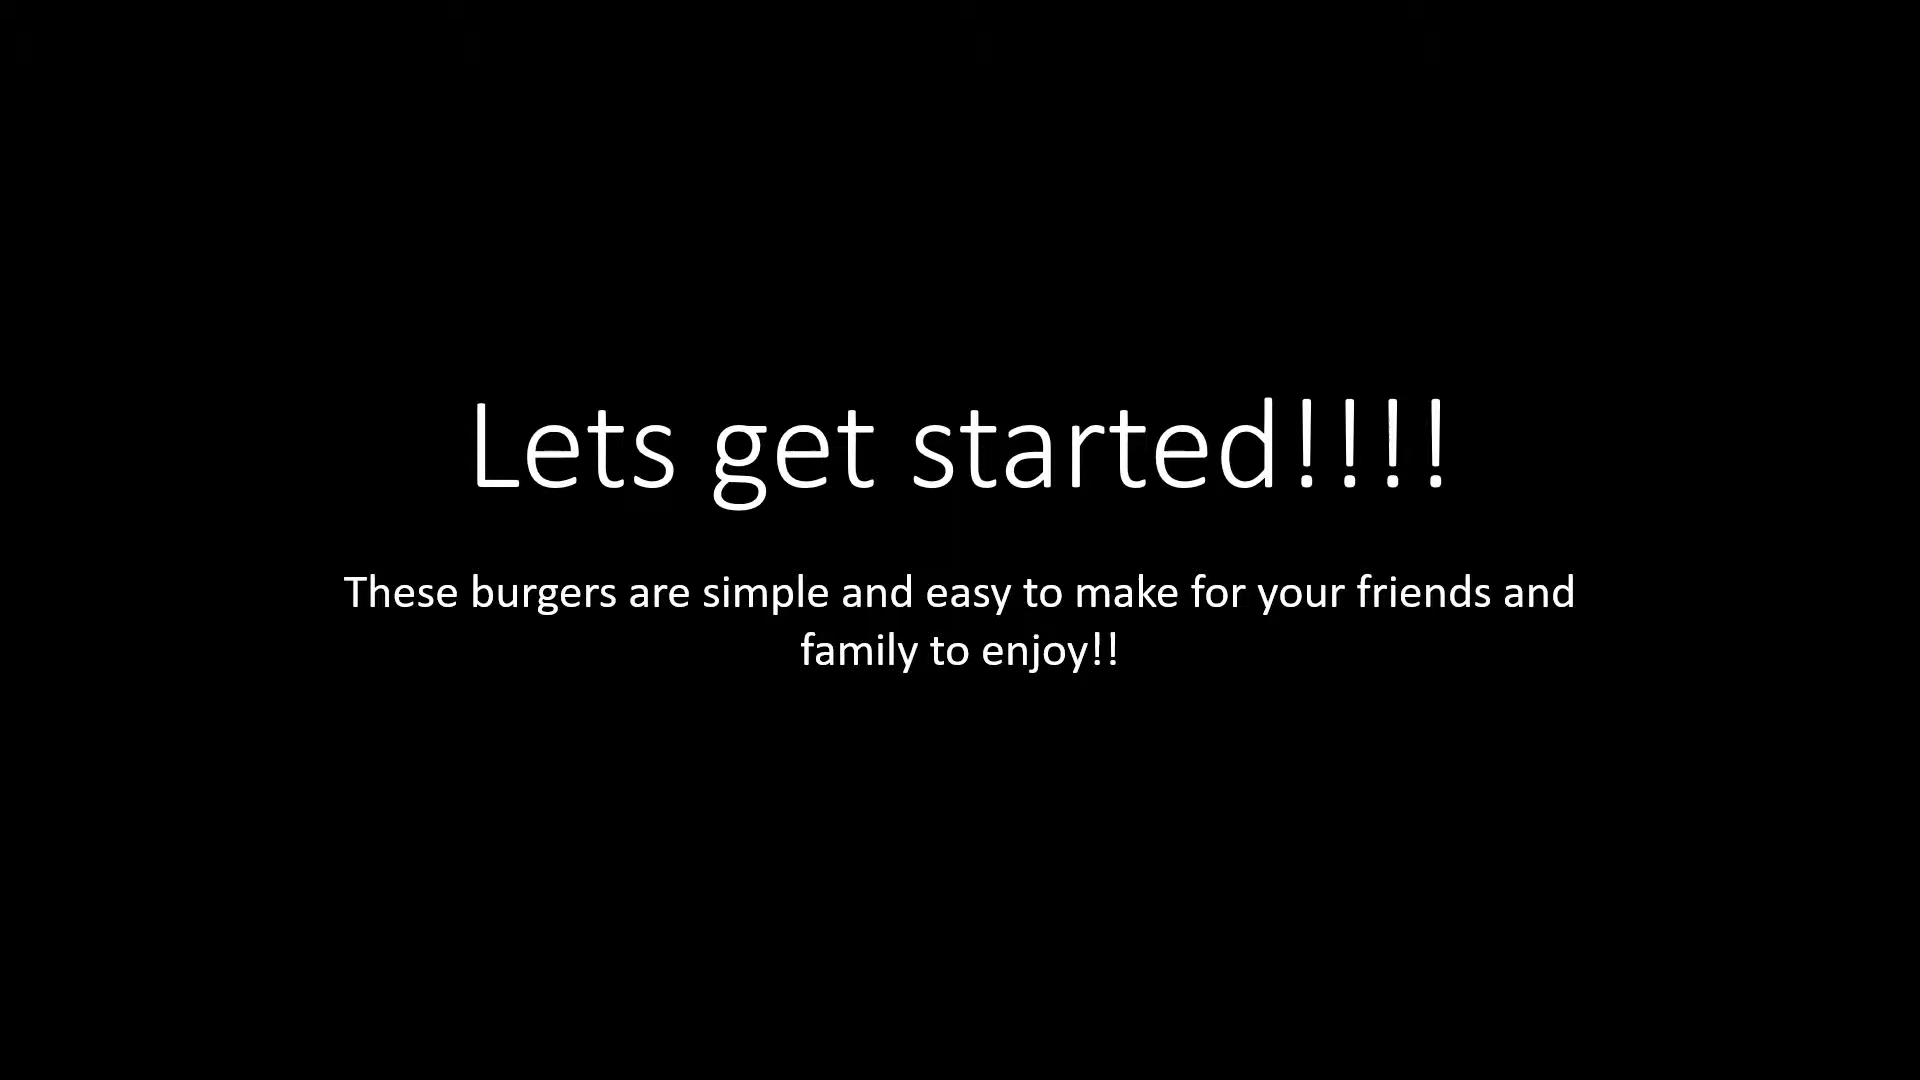 Lets get started!!!!
These burgers are simple and easy to make for your friends and
family to enjoy!!